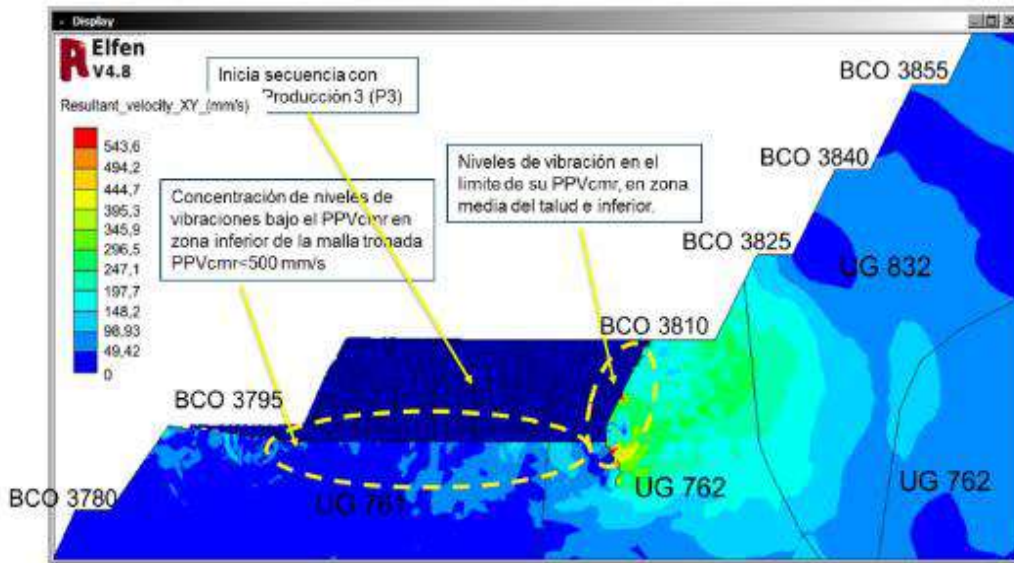 Display
Elfen
V4.8
Resultant_velocity_XY_(mm/s)
543,6
494,2
444,7
395,3
345,9
296,5
247,1
197,7
148,2
98,93
49,42
0
Inicia secuencia con
Producción 3 (P3)
Concentración de niveles de
vibraciones bajo el PPVcmr en
zona inferior de la malla tronada
PPVcmr<500 mm/s
Niveles de vibración en el
limite de su PPVcmr, en zona
media del talud e inferior.
BCO 3855
BCO 3840
BCO 3825
UG 832
BCO 3810
BCO 3795
BCO 3780
UG 761
UG 762
UG 762